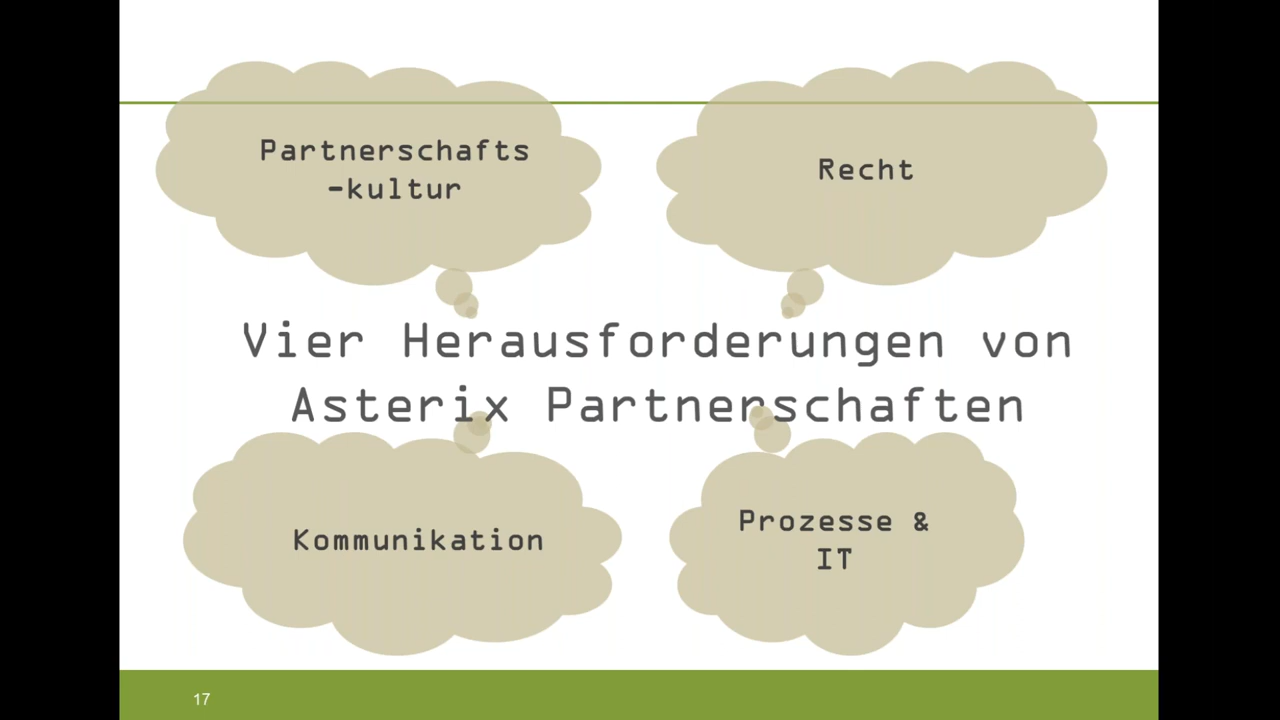 Partnerschafts
-kultur
Recht
Vier Herausforderungen von
Asterix Partnerschaften
Kommunikation
Prozesse &
IT
17